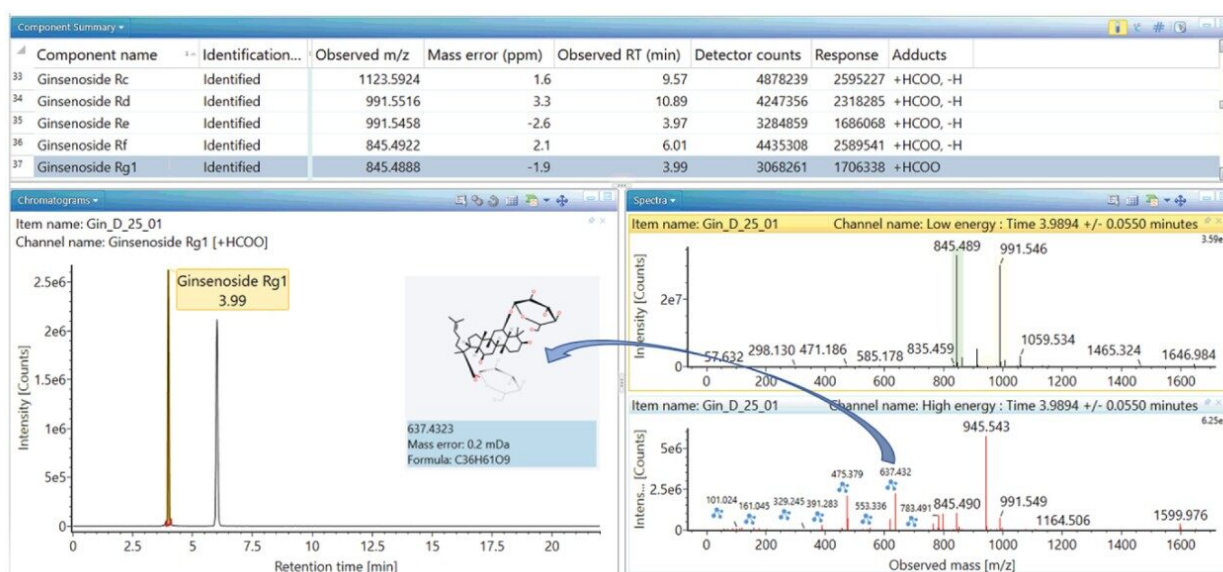 Component Summary
Component name Identification... Observed m/z Mass error (ppm) Observed RT (min) Detector counts Response Adducts
33 Ginsenoside Rc Identified 1123.5924 1.6 9.57 4878239 2595227 +HCOO, -H
34 Ginsenoside Rd Identified 991.5516 3.3 10.89 4247356 2318285 +HCOO, -H
35 Ginsenoside Re Identified 991.5458 -2.6 3.97 3284859 1686068 +HCOO, -H
36 Ginsenoside Rf Identified 845.4922 2.1 6.01 4435308 2589541 +HCOO, -H
37 Ginsenoside Rg1 Identified 845.4888 -1.9 3.99 3068261 1706338 +HCOO
Chromatograms
Item name: Gin_D_25_01
Channel name: Ginsenoside Rg1 [+HCOO]
Ginsenoside Rg1
3.99
2.5e6
2e6
1.5e6
1e6
5e5
0
Intensity [Counts]
637.4323
Mass error: 0.2 mDa
Formula: C36H61O9
0 2.5 5 7.5 10 12.5 15 17.5 20
Retention time [min]
Spectra
Item name: Gin_D_25_01 Channel name: Low energy : Time 3.9894 +/- 0.0550 minutes
3.59e
845.489
991.546
2e7
0
Intensity [Counts]
57.632 298.130 471.186 585.178 835.459 1059.534 1465.324 1646.984
0 200 400 600 800 1000 1200 1400 1600
Item name: Gin_D_25_01 Channel name: High energy : Time 3.9894 +/- 0.0550 minutes
6.25e
945.543
5e6
2.5e6
0
Intens... [Counts]
101.024 161.045 329.245 391.283 475.379 553.336 637.432 783.491 845.490 991.549 1164.506 1599.976
0 200 400 600 800 1000 1200 1400 1600
Observed mass [m/z]